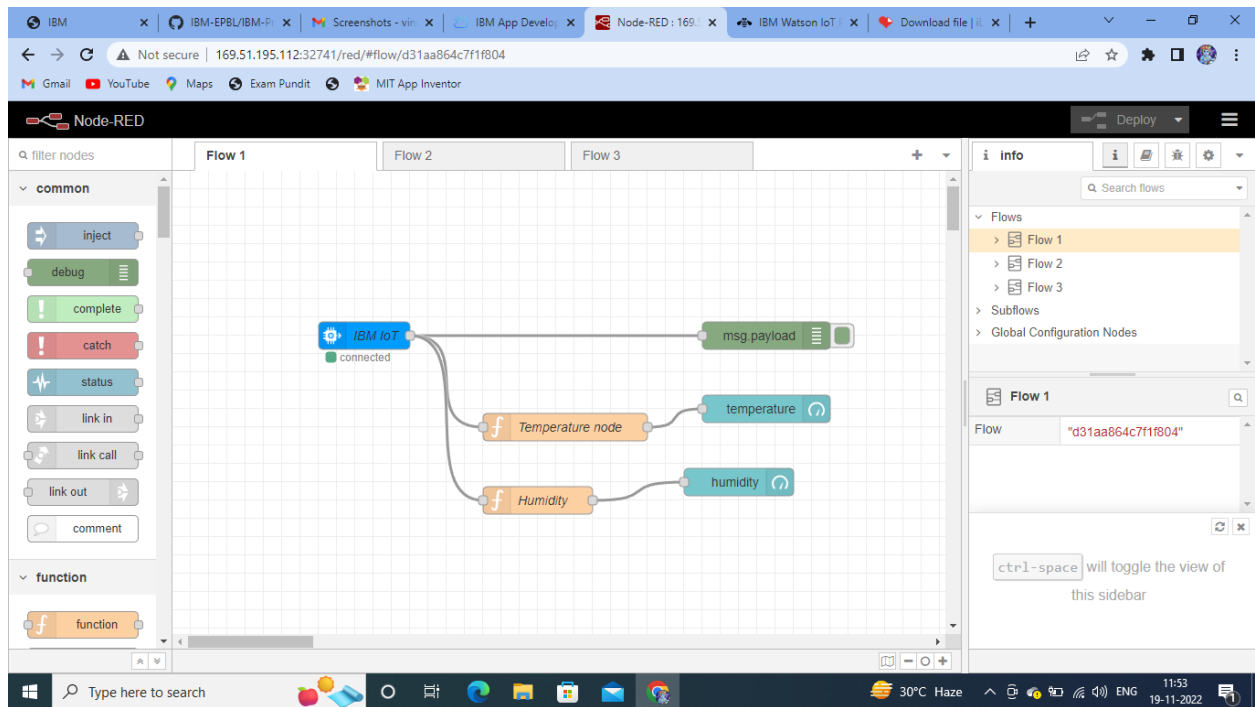 IBM
IBM-EPBL/IBM-Pr
Screenshots - vin
IBM App Develop
Node-RED : 169.5
IBM Watson IoT P
Download file | iL
Not secure
169.51.195.112:32741/red/#flow/d31aa864c7f1f804
Gmail
YouTube
Maps
Exam Pundit
MIT App Inventor
Node-RED
Deploy
filter nodes
Flow 1
Flow 2
Flow 3
i info
i
common
Search flows
inject
debug
complete
catch
status
link in
link call
link out
comment
function
f function
IBM IoT
connected
msg.payload
f Temperature node
temperature
f Humidity
humidity
Flows
Flow 1
Flow 2
Flow 3
Subflows
Global Configuration Nodes
Flow 1
Flow "d31aa864c7f1f804"
ctrl-space will toggle the view of
this sidebar
Type here to search
30°C Haze
ENG
11:53
19-11-2022
1